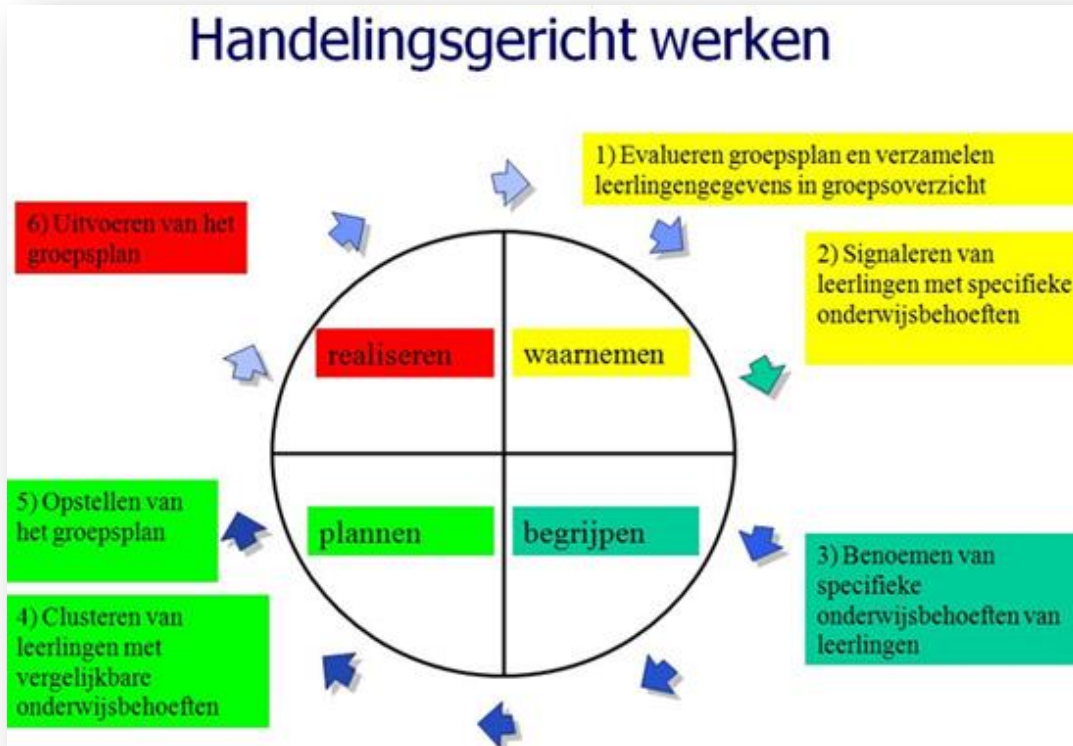 Handelingsgericht werken
1) Evalueren groepsplan en verzamelen
leerlingengegevens in groepsoverzicht
2) Signaleren van
leerlingen met specifieke
onderwijsbehoeften
3) Benoemen van
specifieke
onderwijsbehoeften van
leerlingen
4) Clusteren van
leerlingen met
vergelijkbare
onderwijsbehoeften
5) Opstellen van
het groepsplan
6) Uitvoeren van het
groepsplan
realiseren
waarnemen
plannen
begrijpen